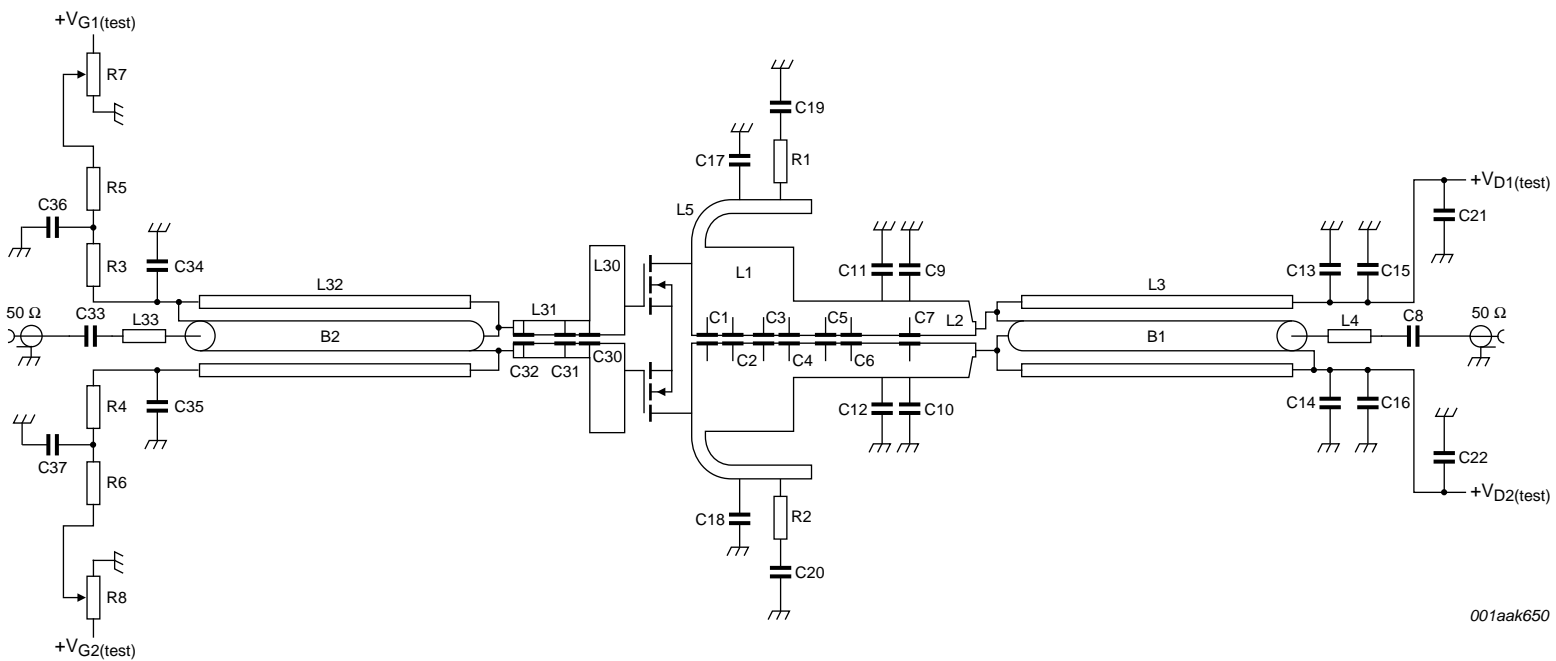 +VG1(test)
R7
C19
C17
R1
R5
+VD1(test)
C36
L5
C21
R3
C34
L30
L1
C11
C9
C13
C15
L32
L3
50 Ω
C33
L33
L31
C1
C3
C5
C7
L2
50 Ω
B2
B1
L4
C8
C30
C2
C4
C6
C32
C31
R4
C35
C12
C10
C14
C16
C37
C22
R6
+VD2(test)
C18
R2
C20
R8
001aak650
+VG2(test)